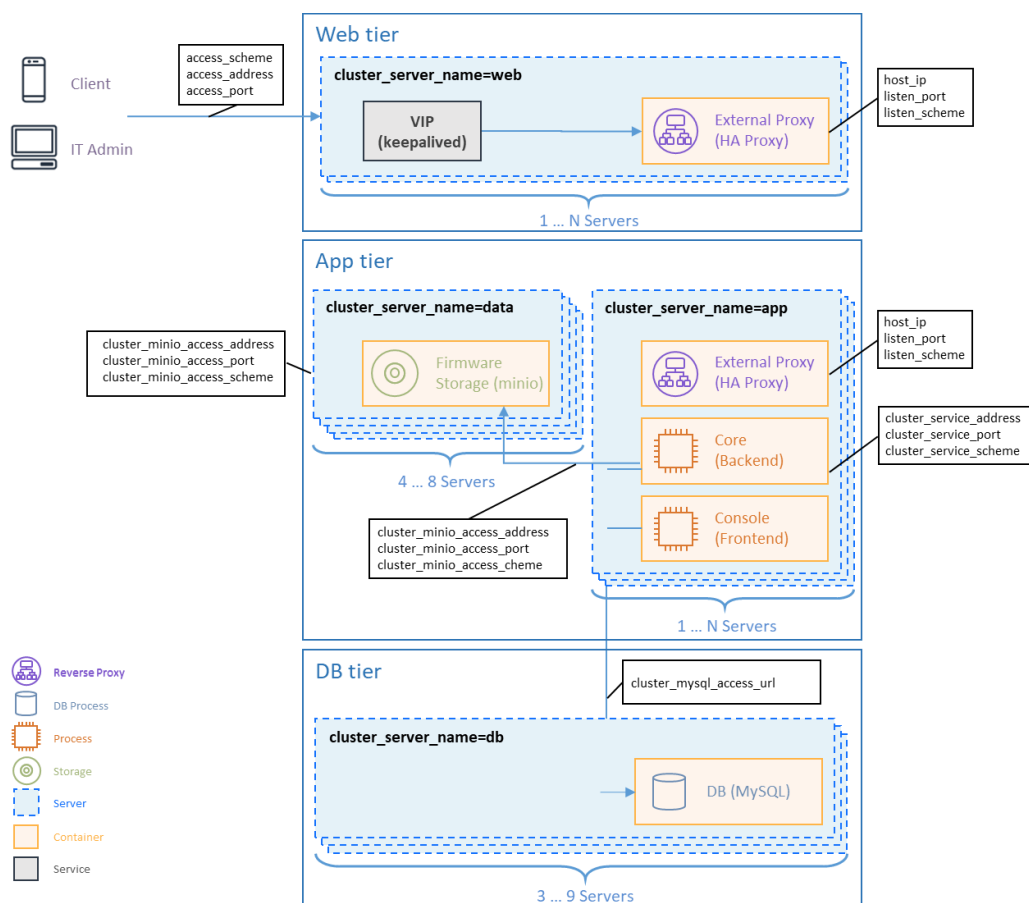 Web tier
Client
IT Admin
access_scheme
access_address
access_port
cluster_server_name=web
VIP
(keepalived)
External Proxy
(HA Proxy)
host_ip
listen_port
listen_scheme
1 ... N Servers
App tier
cluster_server_name=data
cluster_minio_access_address
cluster_minio_access_port
cluster_minio_access_scheme
Firmware
Storage (minio)
4 ... 8 Servers
cluster_server_name=app
External Proxy
(HA Proxy)
host_ip
listen_port
listen_scheme
Core
(Backend)
cluster_service_address
cluster_service_port
cluster_service_scheme
Console
(Frontend)
cluster_minio_access_address
cluster_minio_access_port
cluster_minio_access_cheme
1 ... N Servers
DB tier
cluster_mysql_access_url
cluster_server_name=db
DB (MySQL)
3 ... 9 Servers
Reverse Proxy
DB Process
Process
Storage
Server
Container
Service